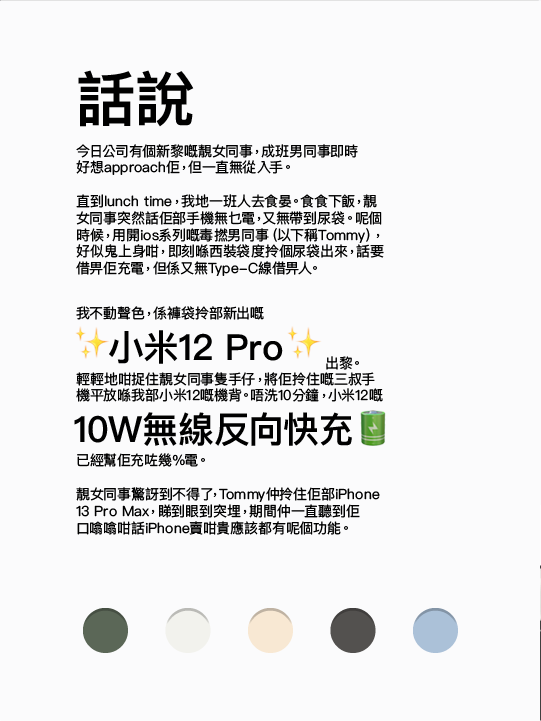 話說
今日公司有個新黎嘅靚女同事，成班男同事即時
好想approach佢，但一直無從入手。
直到lunch time，我地一班人去食晏。食食下飯，靚
女同事突然話佢部手機無乜電，又無帶到尿袋。呢個
時候，用開ios系列嘅毒撚男同事（以下稱Tommy），
好似鬼上身咁，即刻喺西裝袋度拎個尿袋出來，話要
借畀佢充電，但係又無Type-C線借畀人。
我不動聲色，係褲袋拎部新出嘅
✨小米12 Pro✨ 出黎。
輕輕地咁捉住靚女同事隻手仔，將佢拎住嘅三叔手
機平放喺我部小米12嘅機背。唔洗10分鐘，小米12嘅
10W無線反向快充🔋
已經幫佢充咗幾%電。
靚女同事驚訝到不得了，Tommy仲拎住佢部iPhone
13 Pro Max，睇到眼到突埋，期間仲一直聽到佢
口噏噏咁話iPhone賣咁貴應該都有呢個功能。